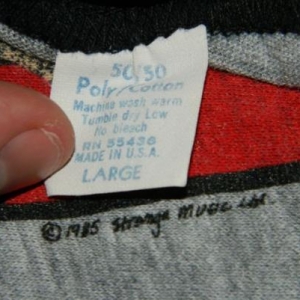 50/50
Poly/Cotton
Machine wash warm
Tumble dry Low
No bleach
RN 55436
MADE IN U.S.A.
LARGE
© 1985 Strange Music Ltd.